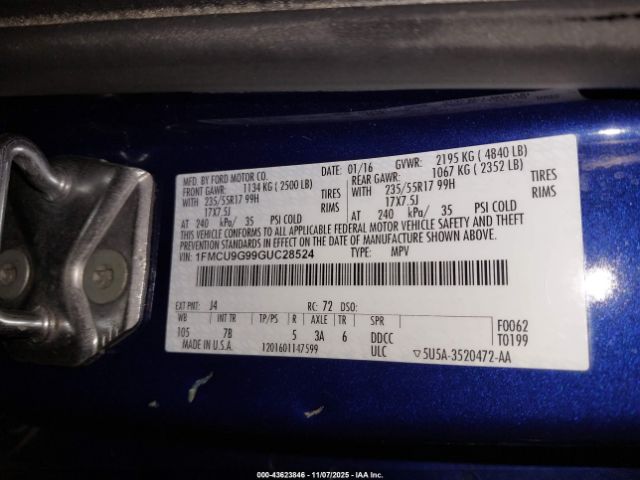 MFD. BY FORD MOTOR CO.
DATE: 01/16 GVWR: 2195 KG ( 4840 LB)
FRONT GAWR: 1134 KG ( 2500 LB) REAR GAWR: 1067 KG ( 2352 LB)
WITH 235/55R17 99H TIRES WITH 235/55R17 99H TIRES
17X7.5J RIMS 17X7.5J RIMS
AT 240 kPa/ 35 PSI COLD AT 240 kPa/ 35 PSI COLD
THIS VEHICLE CONFORMS TO ALL APPLICABLE FEDERAL MOTOR VEHICLE SAFETY AND THEFT
PREVENTION STANDARDS IN EFFECT ON THE DATE OF MANUFACTURE SHOWN ABOVE.
VIN: 1FMCU9G99GUC28524 TYPE: MPV
EXT PNT: J4 RC: 72 DSO:
WB INT TR TP/PS R AXLE TR SPR F0062
105 7B 5 3A 6 DDCC T0199
MADE IN U.S.A. 1201601147599 ULC ▽5U5A-3520472-AA
000-43623846 - 11/07/2025 - IAA Inc.